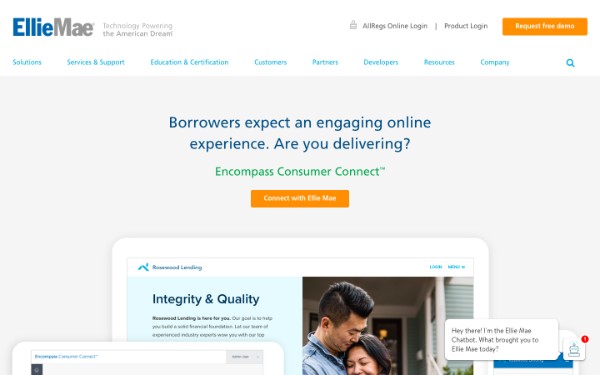 EllieMae®
Technology Powering
the American Dream
AllRegs Online Login | Product Login
Request free demo
Solutions
Services & Support
Education & Certification
Customers
Partners
Developers
Resources
Company
Borrowers expect an engaging online
experience. Are you delivering?
Encompass Consumer Connect™
Connect with Ellie Mae
Rosewood Lending
LOGIN
MENU
Integrity & Quality
Rosewood Lending is here for you. Our goal is to help
you build a solid financial foundation. Let our team of
experienced industry experts wow you with our top
Encompass Consumer Connect™
Hey there! I'm the Ellie Mae
Chatbot. What brought you to
Ellie Mae today?
1